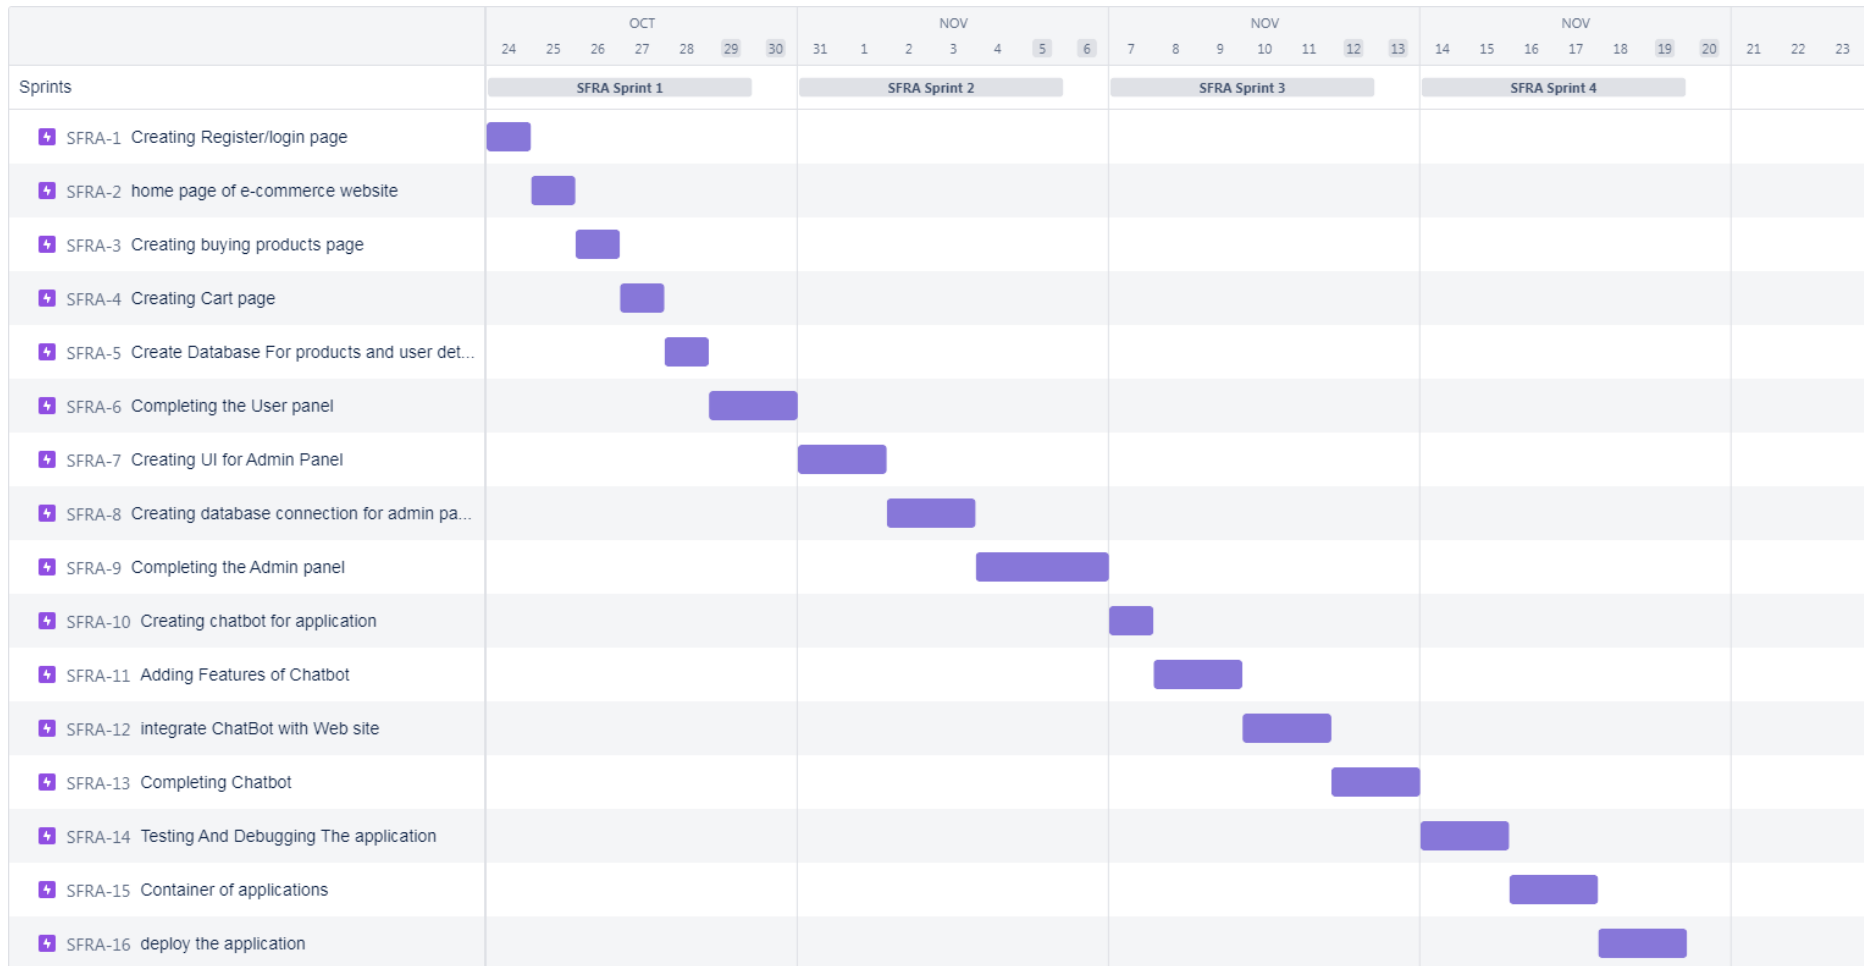 OCT NOV NOV NOV
24 25 26 27 28 29 30 31 1 2 3 4 5 6 7 8 9 10 11 12 13 14 15 16 17 18 19 20 21 22 23
Sprints SFRA Sprint 1 SFRA Sprint 2 SFRA Sprint 3 SFRA Sprint 4
SFRA-1 Creating Register/login page
SFRA-2 home page of e-commerce website
SFRA-3 Creating buying products page
SFRA-4 Creating Cart page
SFRA-5 Create Database For products and user det...
SFRA-6 Completing the User panel
SFRA-7 Creating UI for Admin Panel
SFRA-8 Creating database connection for admin pa...
SFRA-9 Completing the Admin panel
SFRA-10 Creating chatbot for application
SFRA-11 Adding Features of Chatbot
SFRA-12 integrate ChatBot with Web site
SFRA-13 Completing Chatbot
SFRA-14 Testing And Debugging The application
SFRA-15 Container of applications
SFRA-16 deploy the application